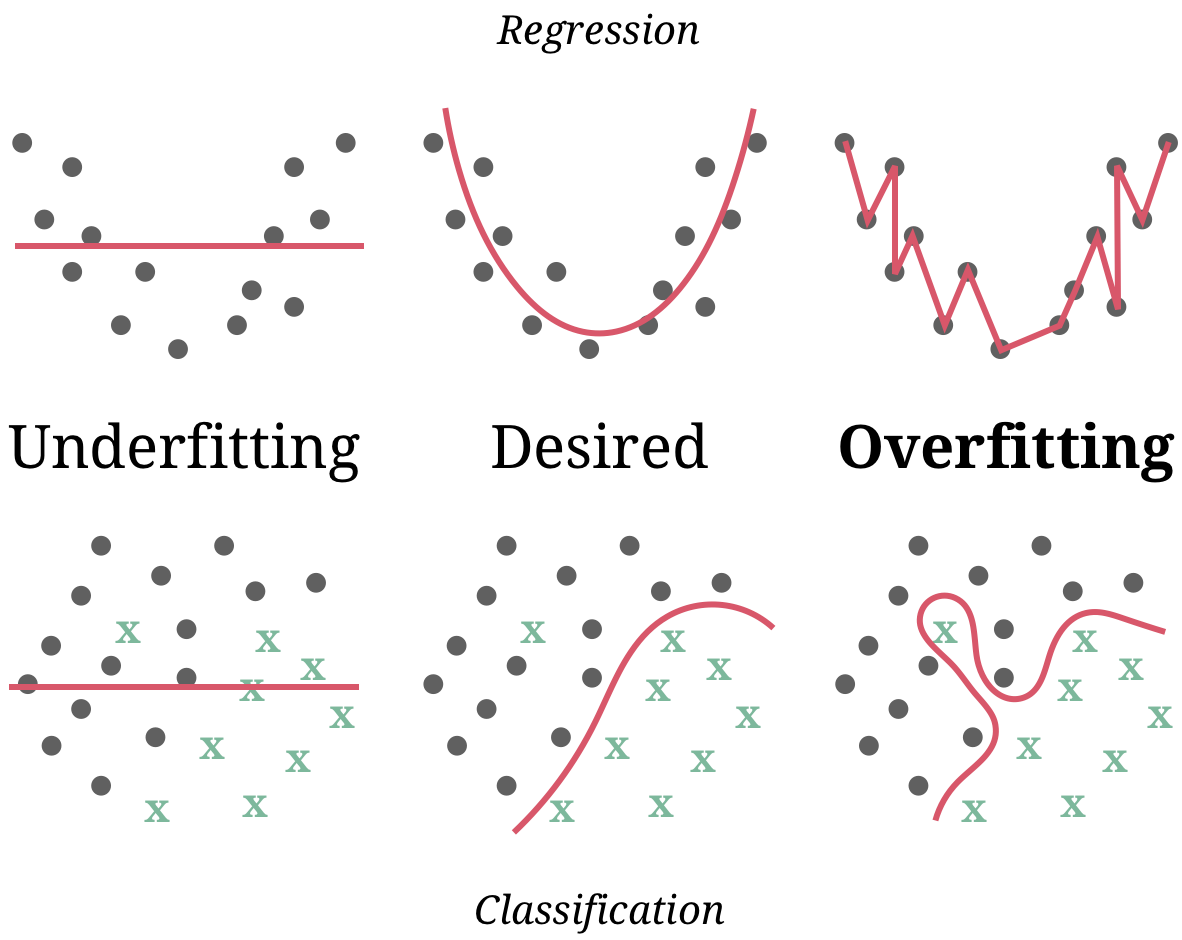 Regression
Underfitting Desired Overfitting
x x x x x x x x x x
x x x x x x x x x x
x x x x x x x x x x
Classification